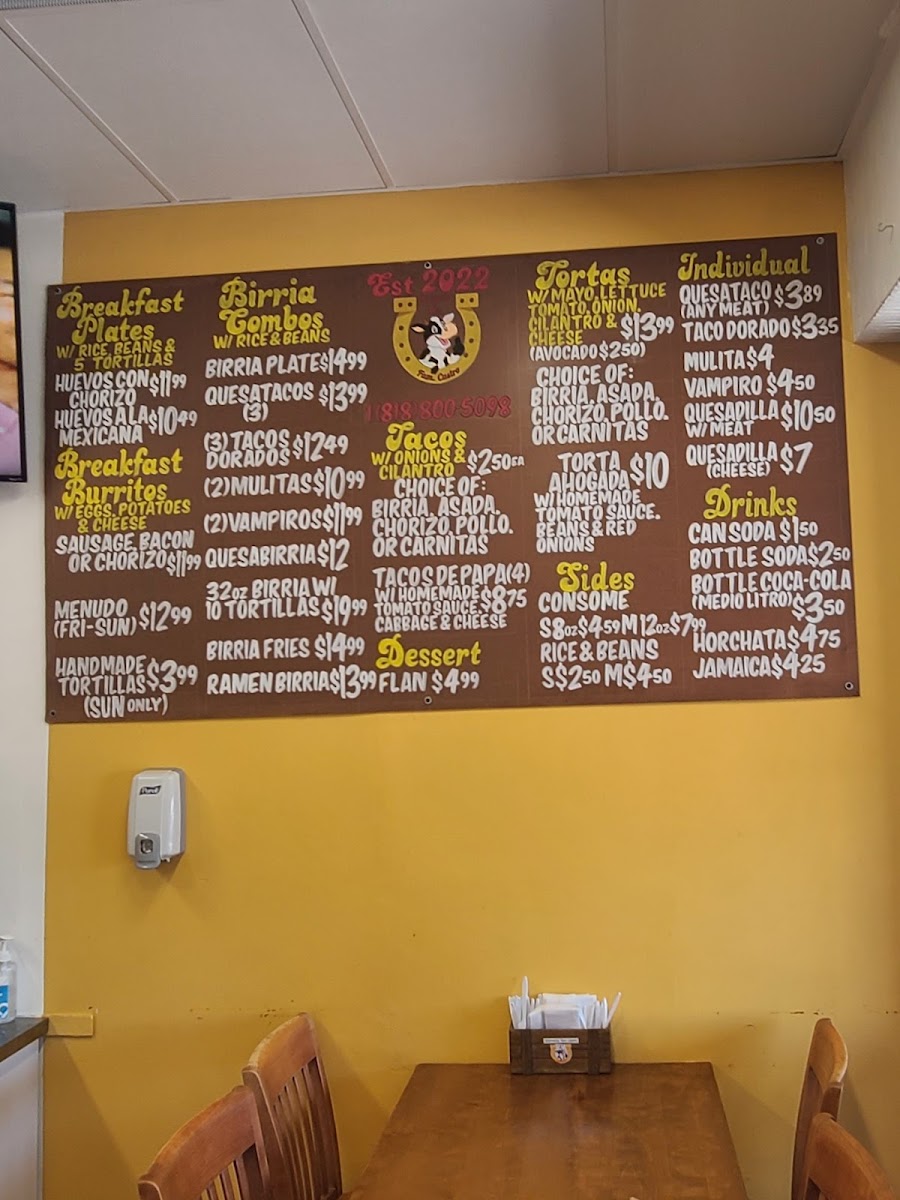 Breakfast
Plates
W/ RICE, BEANS &
5 TORTILLAS
HUEVOS CON $11.99
CHORIZO
HUEVOS A LA $10.49
MEXICANA
Breakfast
Burritos
W/ EGGS, POTATOES
& CHEESE
SAUSAGE, BACON
OR CHORIZO $11.99
MENUDO
(FRI-SUN) $12.99
HANDMADE
TORTILLAS $3.99
(SUN ONLY)
Birria
Combos
W/ RICE & BEANS
BIRRIA PLATE $14.99
QUESATACOS $13.99
(3)
(3) TACOS
DORADOS $12.49
(2) MULITAS $10.99
(2) VAMPIROS $11.99
QUESABIRRIA $12
32OZ BIRRIA W/
10 TORTILLAS $19.99
BIRRIA FRIES $14.99
RAMEN BIRRIA $13.99
Est 2022
Fam. Castro
1(818)800-5098
Tacos
W/ ONIONS &
CILANTRO $2.50 EA
CHOICE OF:
BIRRIA, ASADA,
CHORIZO, POLLO,
OR CARNITAS
TACOS DE PAPA (4)
W/ HOMEMADE
TOMATO SAUCE, $8.75
CABBAGE & CHEESE
Dessert
FLAN $4.99
Tortas
W/ MAYO, LETTUCE
TOMATO, ONION,
CILANTRO &
CHEESE $13.99
(AVOCADO $2.50)
CHOICE OF:
BIRRIA, ASADA,
CHORIZO, POLLO,
OR CARNITAS
TORTA
AHOGADA $10
W/ HOMEMADE
TOMATO SAUCE,
BEANS & RED
ONIONS
Sides
CONSOME
S 8OZ $4.59 M 12OZ $7.99
RICE & BEANS
S $2.50 M $4.50
Individual
QUESATACO $3.89
(ANY MEAT)
TACO DORADO $3.35
MULITA $4
VAMPIRO $4.50
QUESADILLA $10.50
W/ MEAT
QUESADILLA $7
(CHEESE)
Drinks
CAN SODA $1.50
BOTTLE SODA $2.50
BOTTLE COCA-COLA
(MEDIO LITRO) $3.50
HORCHATA $4.75
JAMAICA $4.25
Purell